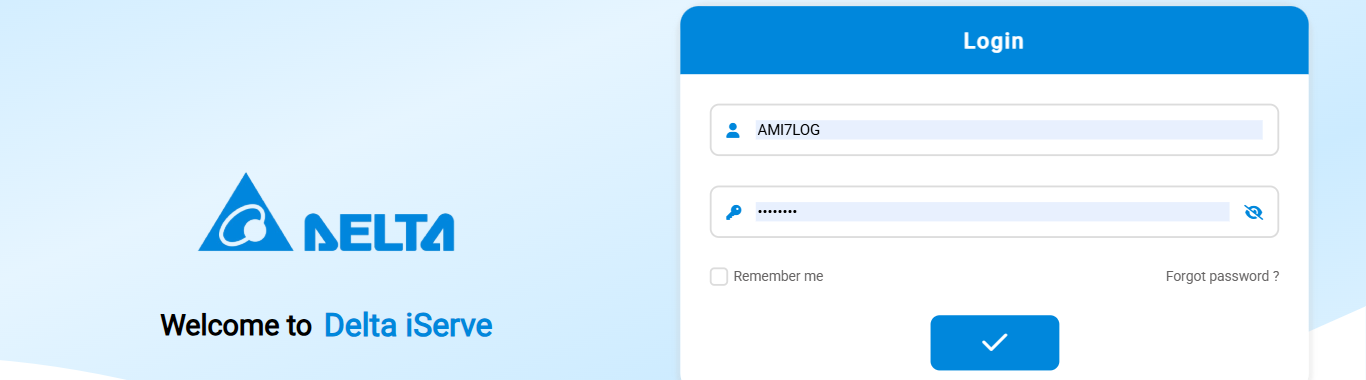 Login
AMI7LOG
••••••••
Remember me
Forgot password ?
DELTA
Welcome to Delta iServe